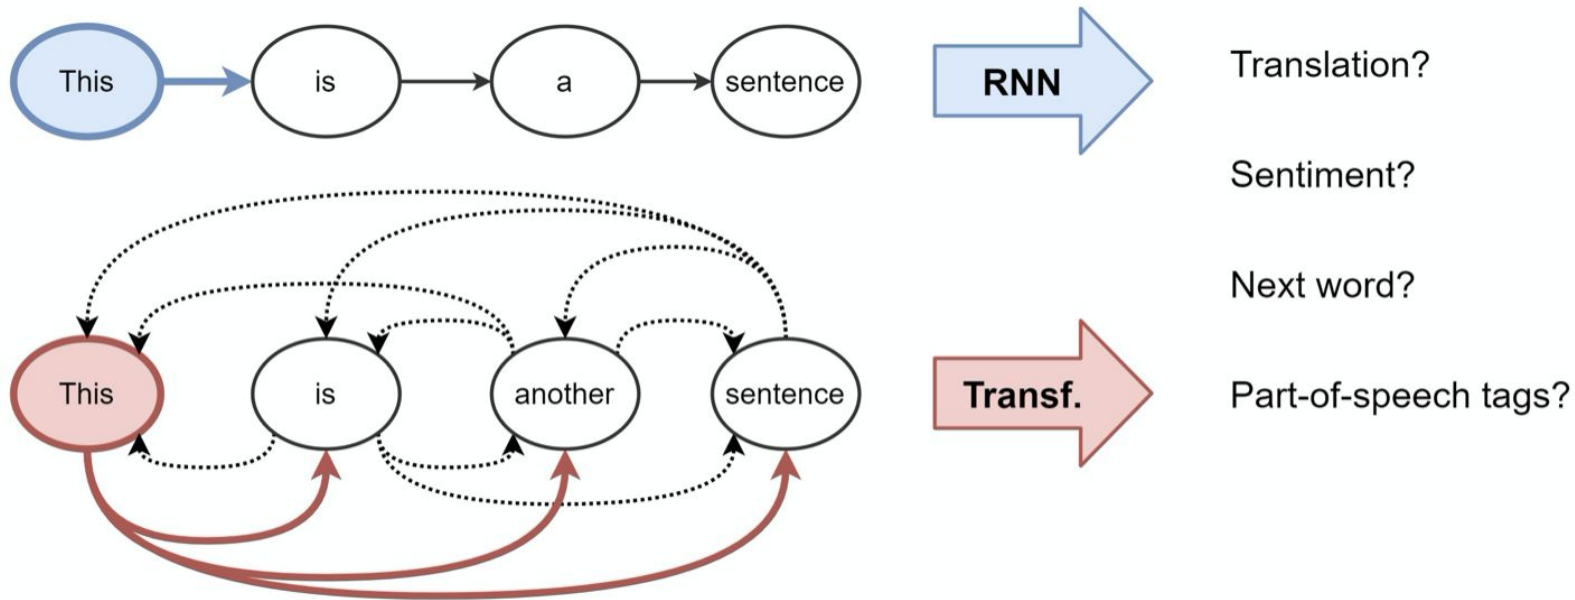 This is a sentence
RNN
Translation?
Sentiment?
Next word?
This is another sentence
Transf.
Part-of-speech tags?